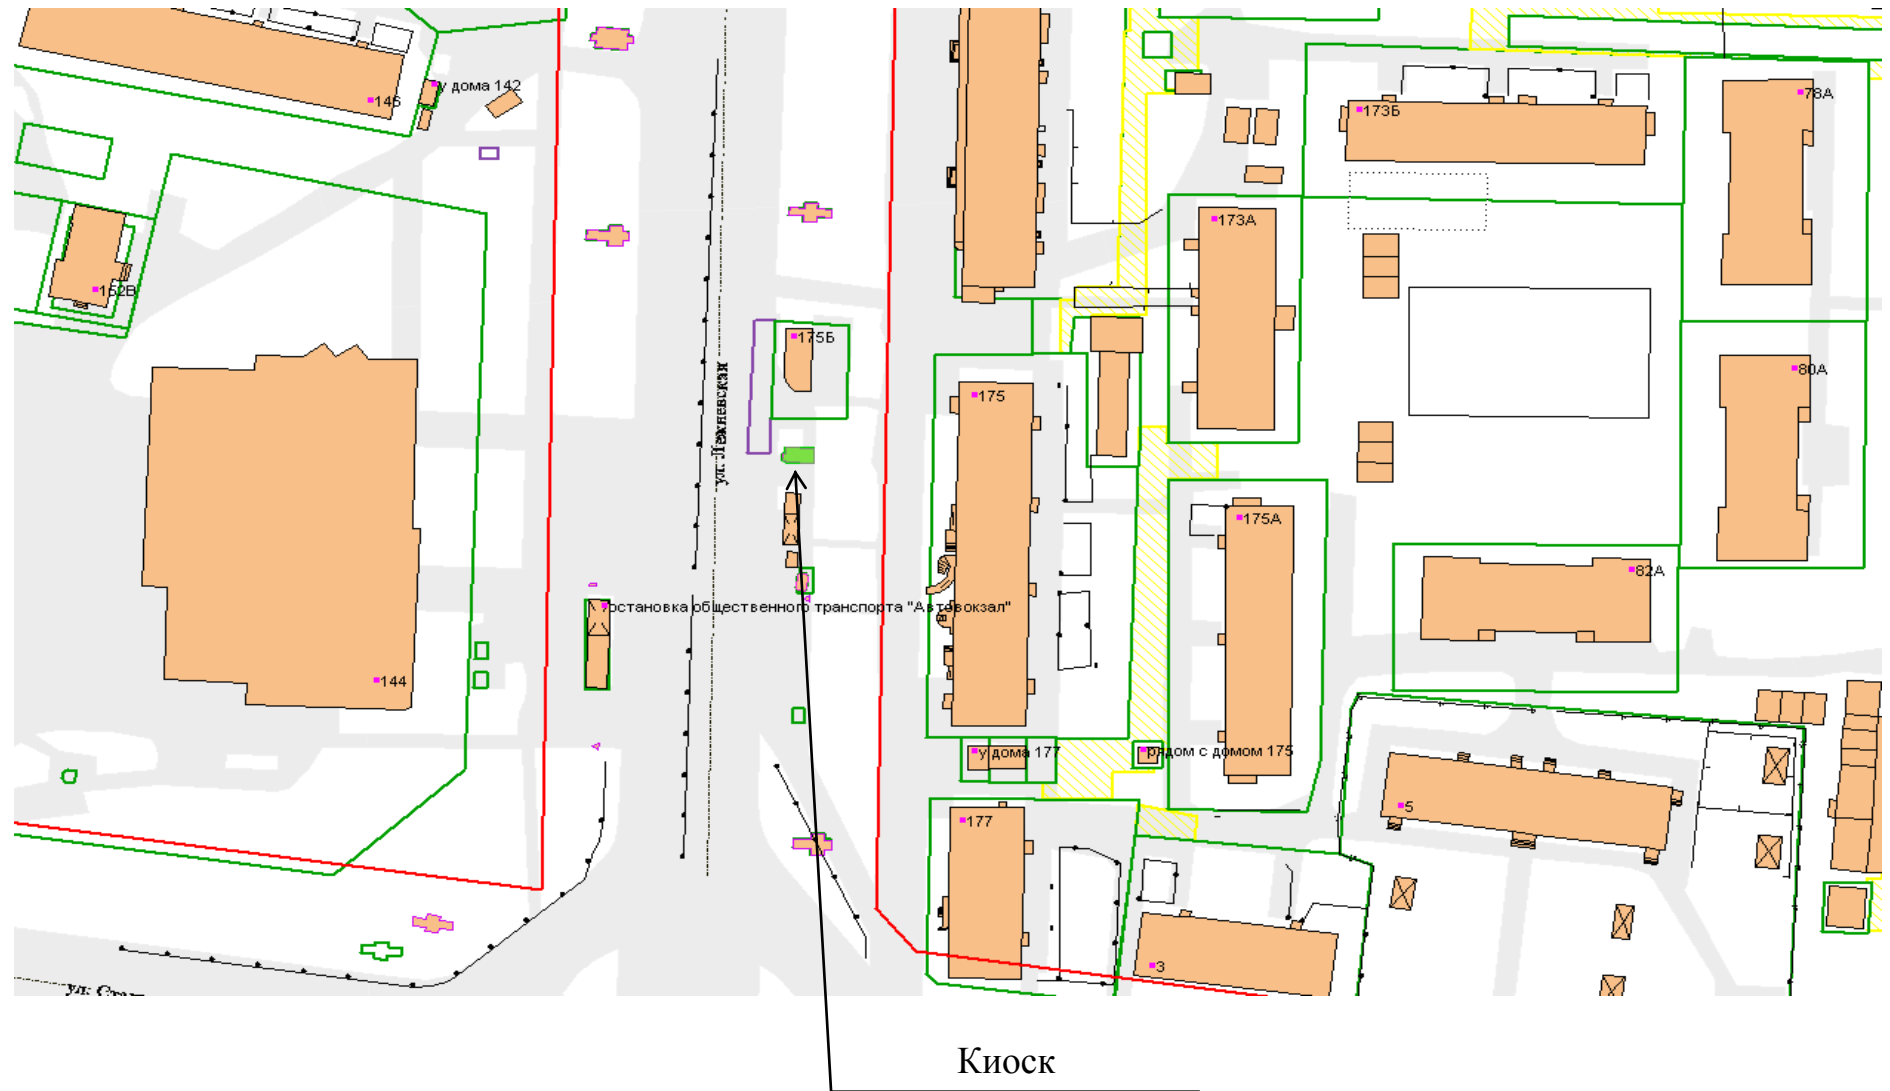 146
у дома 142
173Б
78А
173А
152В
175Б
80А
175
ул. Лежневская
175А
82А
остановка общественного транспорта "Автовокзал"
144
у дома 177
рядом с домом 175
5
177
3
ул.
Киоск